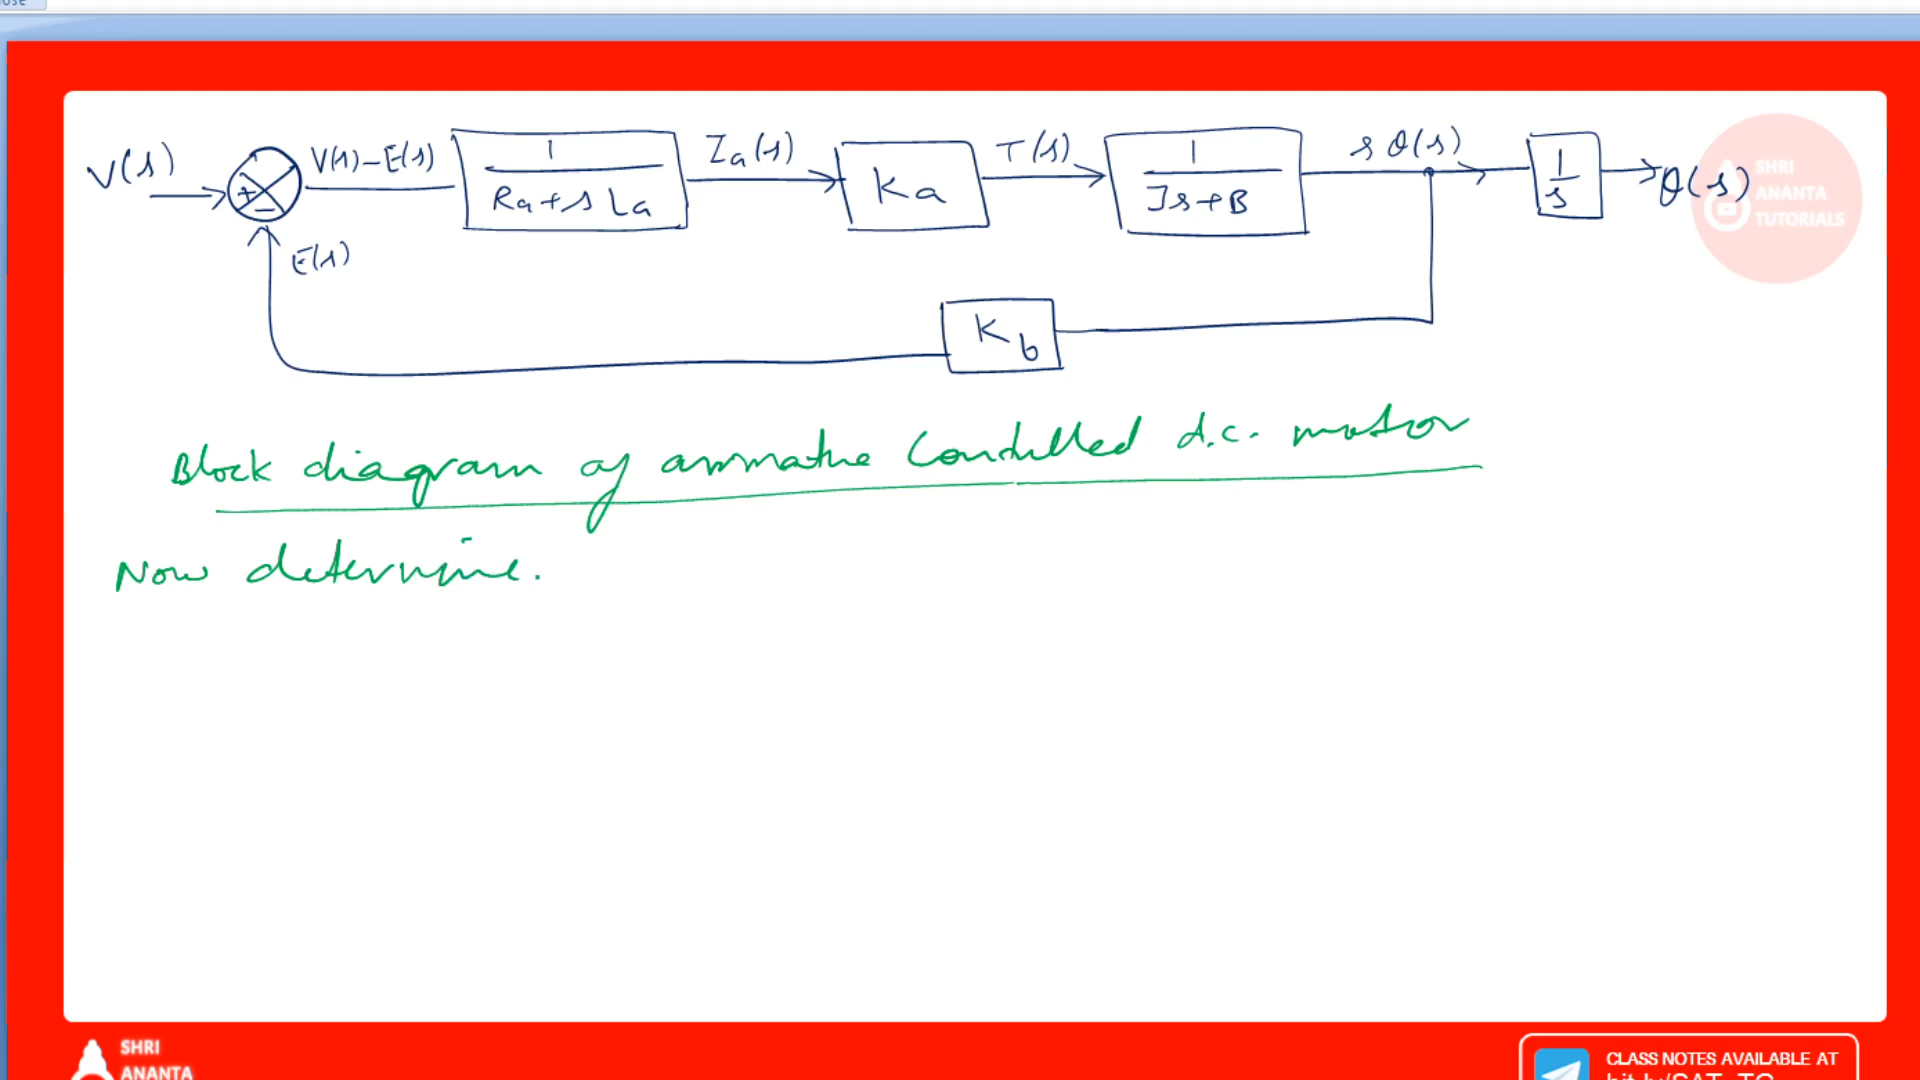 ose
V(s) V(s)-E(s) 1 Ia(s) T(s) 1 sθ(s) 1 θ(s)
+ - Ra+sLa Ka Js+B s
E(s)
Kb
SHRI
ANANTA
TUTORIALS
Block diagram of armature Controlled d.c. motor
Now determine.
SHRI
ANANTA
CLASS NOTES AVAILABLE AT